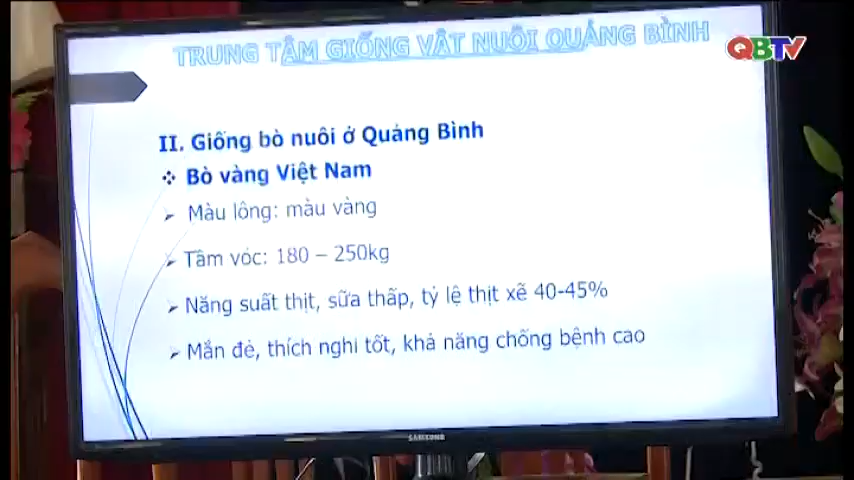 TRUNG TÂM GIỐNG VẬT NUÔI QUẢNG BÌNH
QBTV
II. Giống bò nuôi ở Quảng Bình
❖ Bò vàng Việt Nam
➢ Màu lông: màu vàng
➢ Tầm vóc: 180 – 250kg
➢ Năng suất thịt, sữa thấp, tỷ lệ thịt xẽ 40-45%
➢ Mắn đẻ, thích nghi tốt, khả năng chống bệnh cao
SAMSUNG